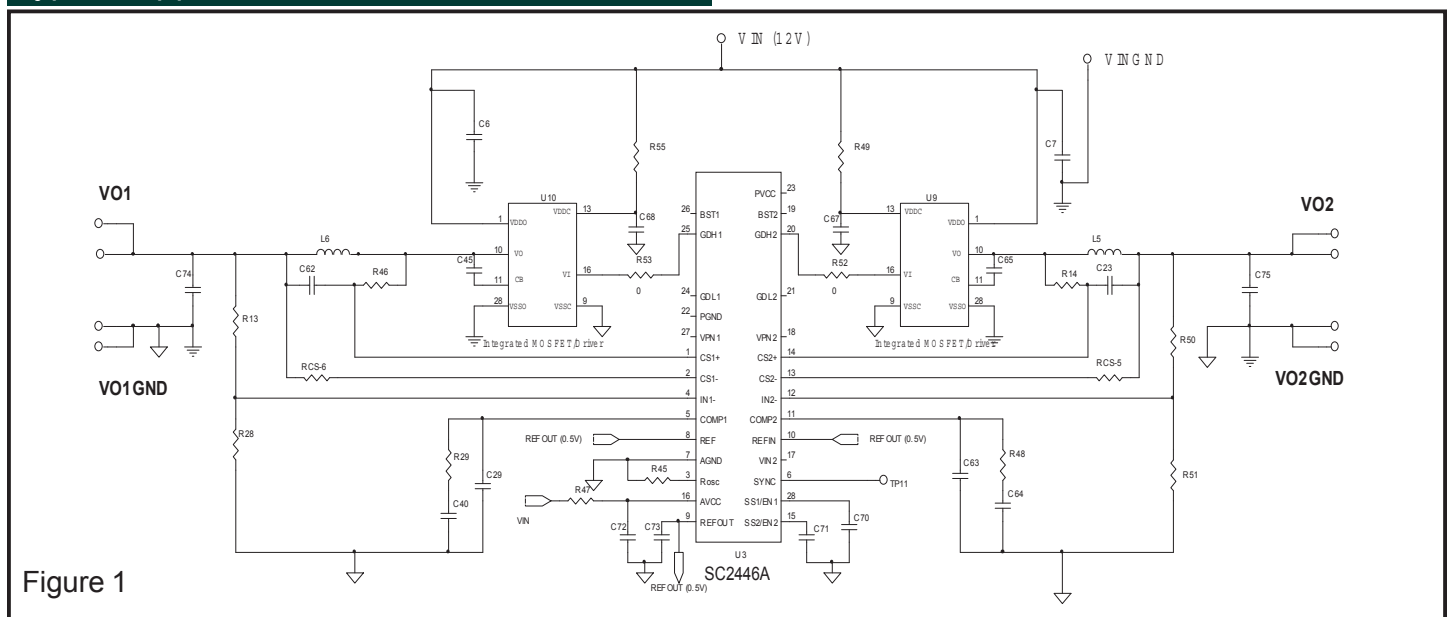 VIN (12V)
VINGND
C6
R55
R49
C7
VO1
U10
1
VDDO
VDDC
13
C68
10
VO
L6
C45
CB
11
VI
16
R53
0
28
VSSO
VSSC
9
Integrated MOSFET/Driver
C74
C62
R46
R13
RCS-6
VO1GND
R28
R29
C40
C29
PVCC
23
26
BST1
BST2
19
25
GDH1
GDH2
20
24
GDL1
GDL2
21
22
PGND
27
VPN1
VPN2
18
1
CS1+
CS2+
14
2
CS1-
CS2-
13
4
IN1-
IN2-
12
5
COMP1
COMP2
11
REFOUT (0.5V)
8
REF
REFIN
10
REFOUT (0.5V)
7
AGND
VIN2
17
R45
3
Rosc
SYNC
6
TP11
VIN
R47
16
AVCC
SS1/EN1
28
9
REFOUT
SS2/EN2
15
C72
C73
C71
C70
REFOUT (0.5V)
U3
SC2446A
C67
R52
0
U9
13
VDDC
VDDO
1
VO
10
C65
CB
11
16
VI
9
VSSC
VSSO
28
Integrated MOSFET/Driver
L5
R14
C23
VO2
C75
R50
RCS-5
VO2GND
C63
R48
C64
R51
Figure 1